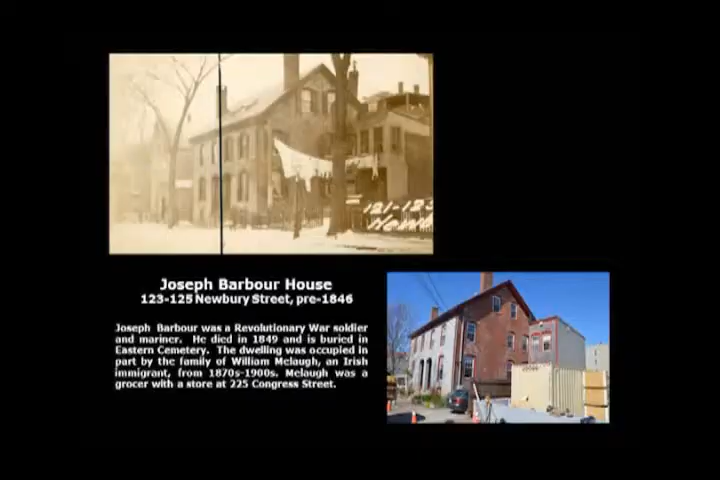 121-125
Joseph Barbour House
123-125 Newbury Street, pre-1846
Joseph Barbour was a Revolutionary War soldier
and mariner. He died in 1849 and is buried in
Eastern Cemetery. The dwelling was occupied in
part by the family of William Mclaugh, an Irish
immigrant, from 1870s-1900s. Mclaugh was a
grocer with a store at 225 Congress Street.